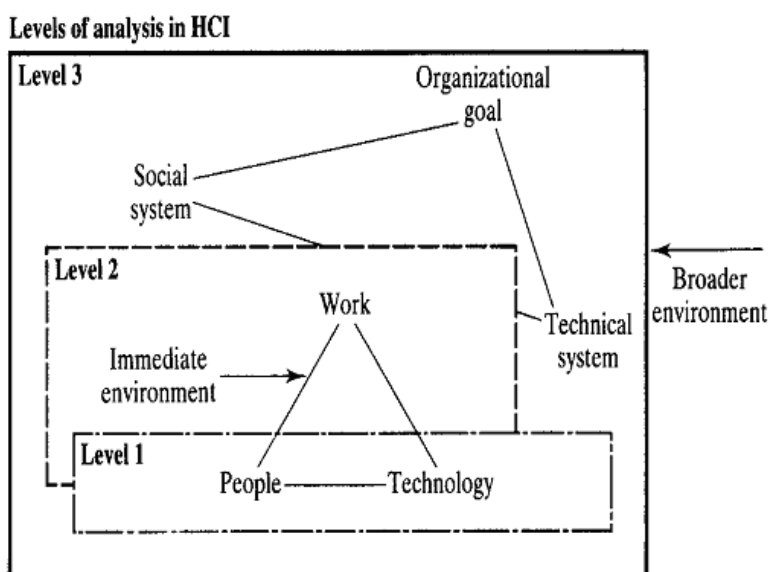 Levels of analysis in HCI
Level 3
Organizational
goal
Social
system
Level 2
Work
Broader
environment
Technical
system
Immediate
environment
Level 1
People
Technology